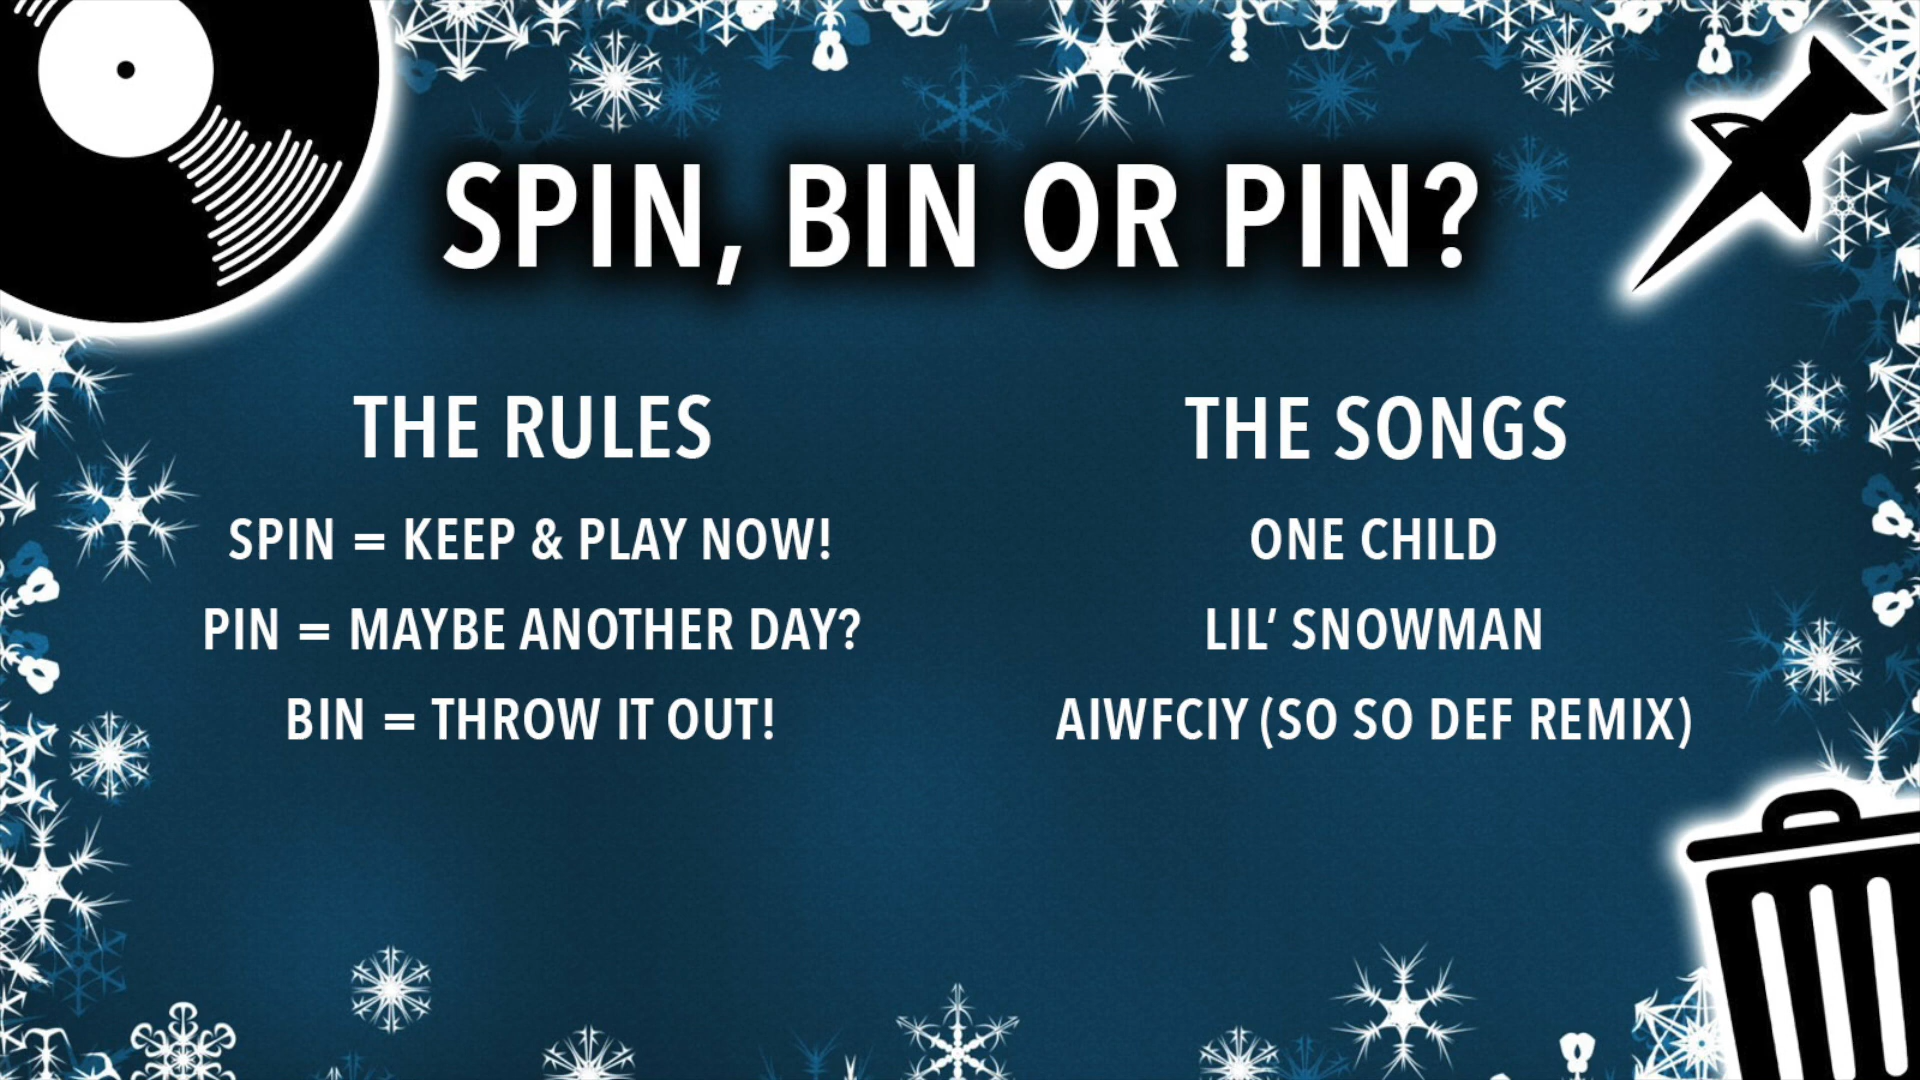 SPIN, BIN OR PIN?
THE RULES
SPIN = KEEP & PLAY NOW!
PIN = MAYBE ANOTHER DAY?
BIN = THROW IT OUT!
THE SONGS
ONE CHILD
LIL’ SNOWMAN
AIWFCIY (SO SO DEF REMIX)